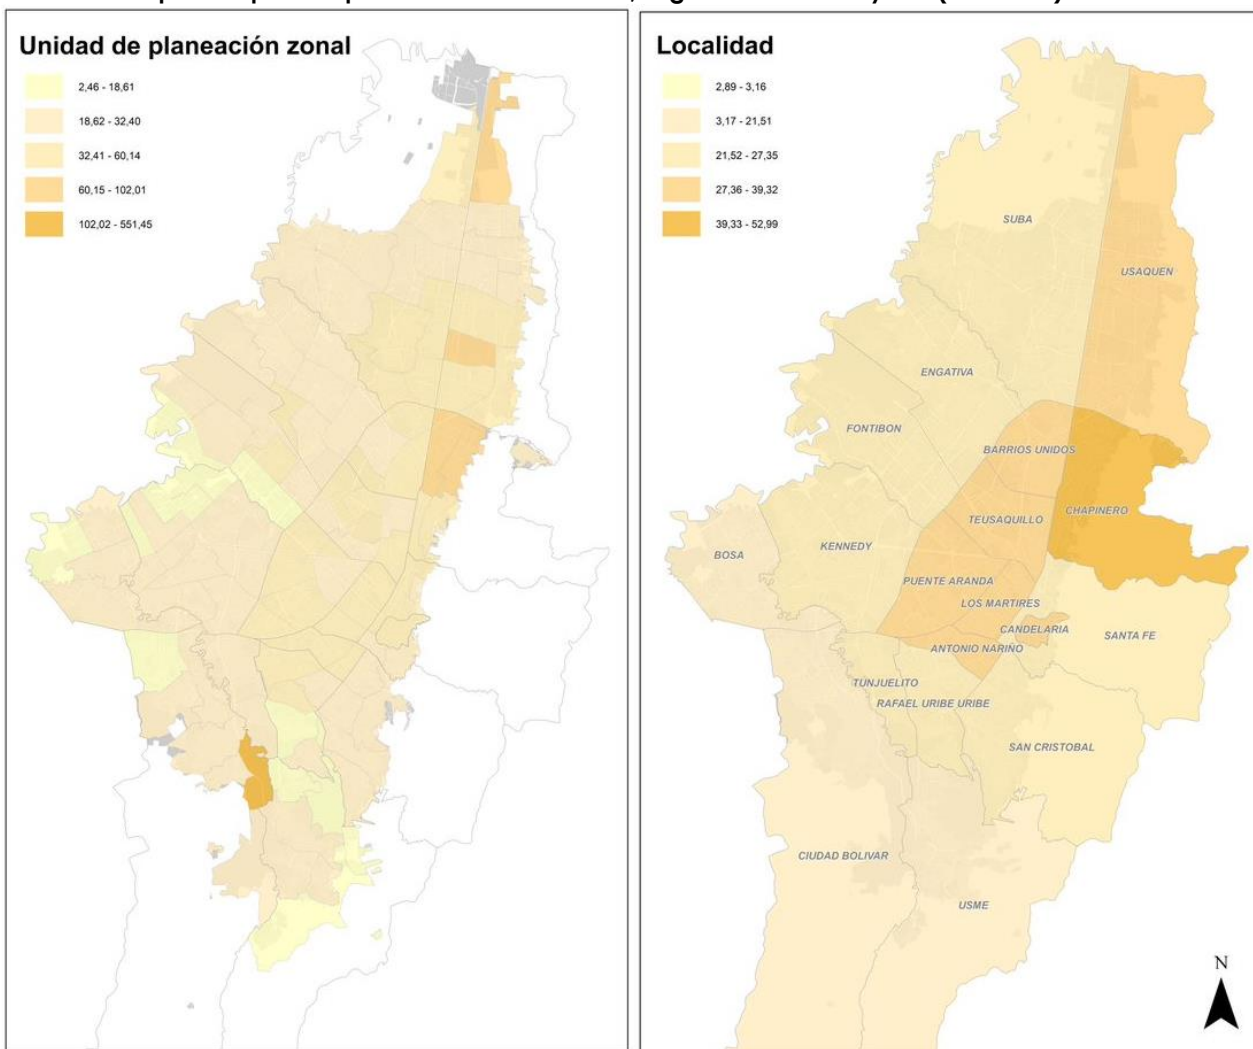 Unidad de planeación zonal
2,46 - 18,61
18,62 - 32,40
32,41 - 60,14
60,15 - 102,01
102,02 - 551,45
Localidad
2,89 - 3,16
3,17 - 21,51
21,52 - 27,35
27,36 - 39,32
39,33 - 52,99
SUBA
USAQUEN
ENGATIVA
FONTIBON
BARRIOS UNIDOS
CHAPINERO
TEUSAQUILLO
KENNEDY
BOSA
PUENTE ARANDA
LOS MARTIRES
CANDELARIA
SANTA FE
ANTONIO NARIÑO
TUNJUELITO
RAFAEL URIBE URIBE
SAN CRISTOBAL
CIUDAD BOLIVAR
USME
N